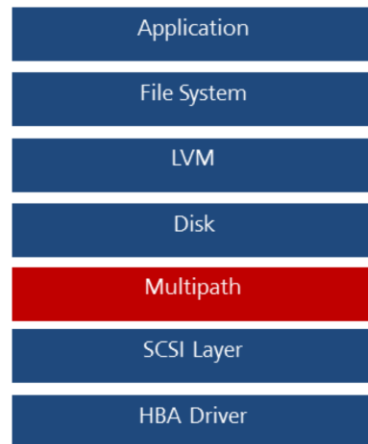 Application
File System
LVM
Disk
Multipath
SCSI Layer
HBA Driver